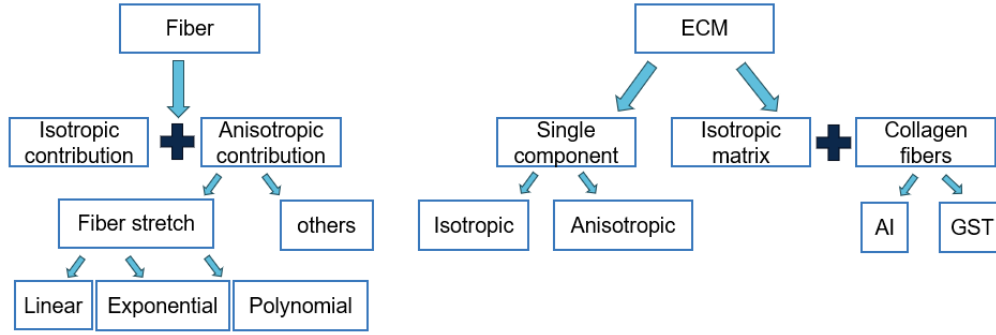 Fiber
ECM
Isotropic
contribution
Anisotropic
contribution
Single
component
Isotropic
matrix
Collagen
fibers
Fiber stretch
others
Isotropic
Anisotropic
AI
GST
Linear
Exponential
Polynomial